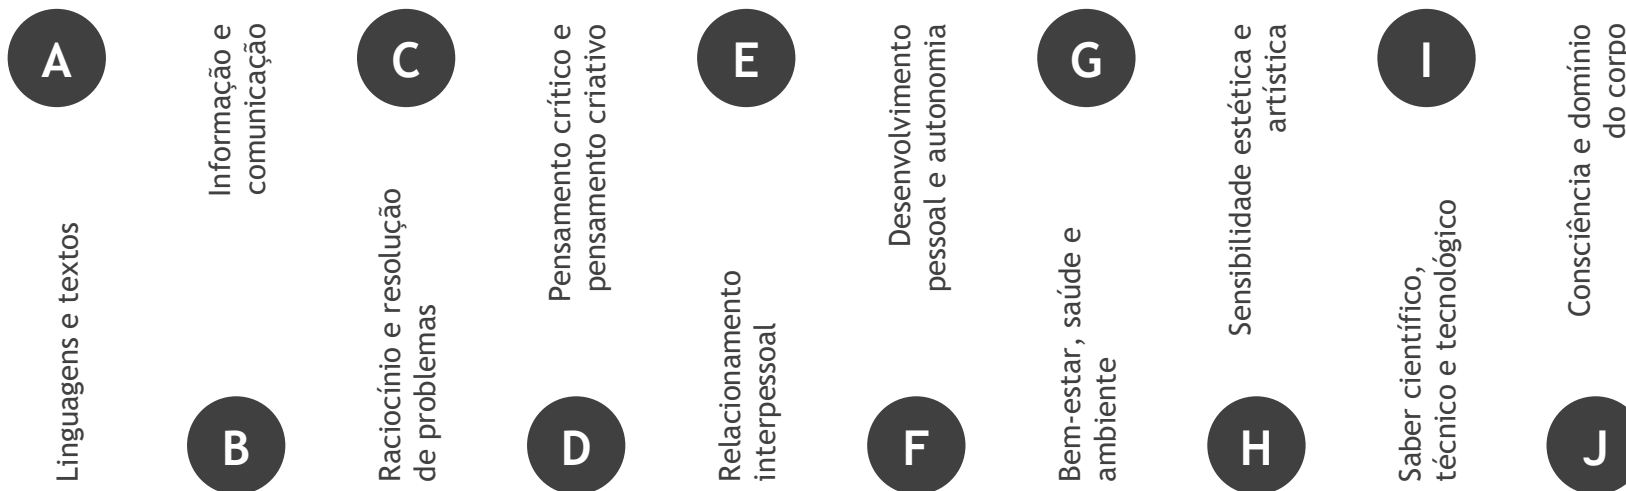 A
Linguagens e textos
B
Informação e
comunicação
C
Raciocínio e resolução
de problemas
D
Pensamento crítico e
pensamento criativo
E
Relacionamento
interpessoal
F
Desenvolvimento
pessoal e autonomia
G
Bem-estar, saúde e
ambiente
H
Sensibilidade estética e
artística
I
Saber científico,
técnico e tecnológico
J
Consciência e domínio
do corpo